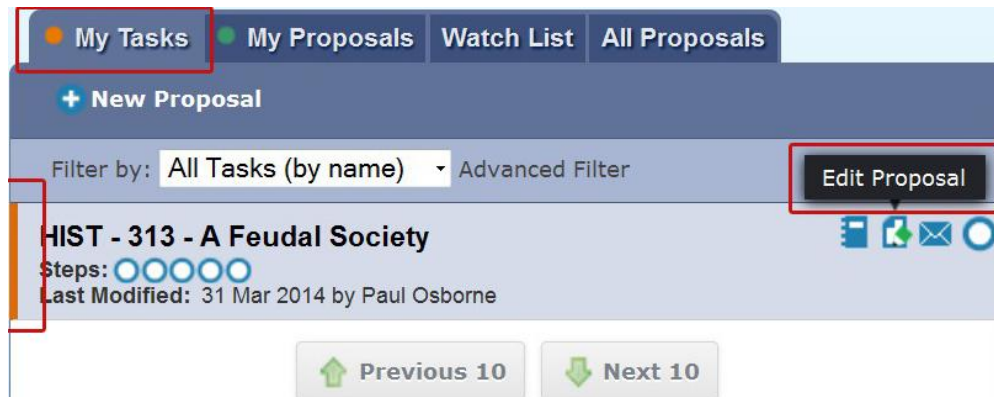 My Tasks My Proposals Watch List All Proposals
New Proposal
Filter by: All Tasks (by name) Advanced Filter
Edit Proposal
HIST - 313 - A Feudal Society
Steps:
Last Modified: 31 Mar 2014 by Paul Osborne
Previous 10 Next 10